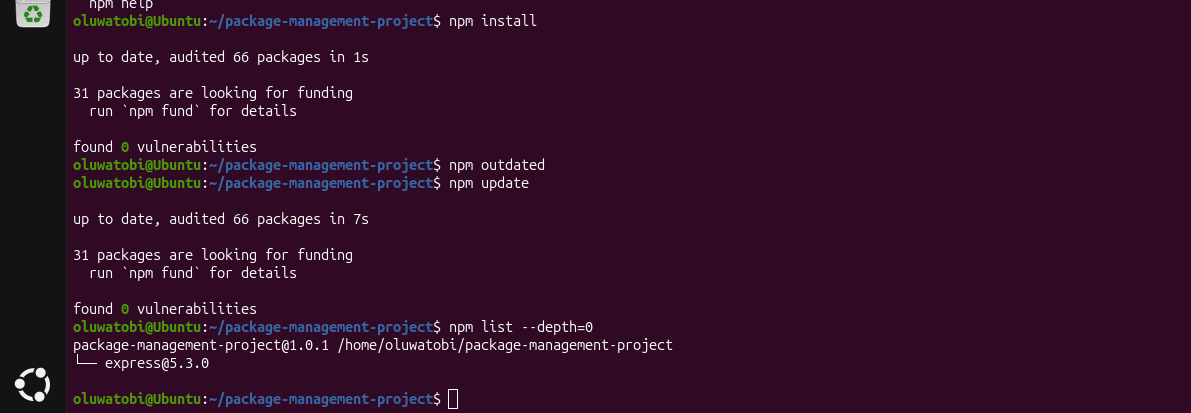 npm help
oluwatobi@Ubuntu:~/package-management-project$ npm install
up to date, audited 66 packages in 1s
31 packages are looking for funding
  run `npm fund` for details
found 0 vulnerabilities
oluwatobi@Ubuntu:~/package-management-project$ npm outdated
oluwatobi@Ubuntu:~/package-management-project$ npm update
up to date, audited 66 packages in 7s
31 packages are looking for funding
  run `npm fund` for details
found 0 vulnerabilities
oluwatobi@Ubuntu:~/package-management-project$ npm list --depth=0
package-management-project@1.0.1 /home/oluwatobi/package-management-project
└── express@5.3.0
oluwatobi@Ubuntu:~/package-management-project$